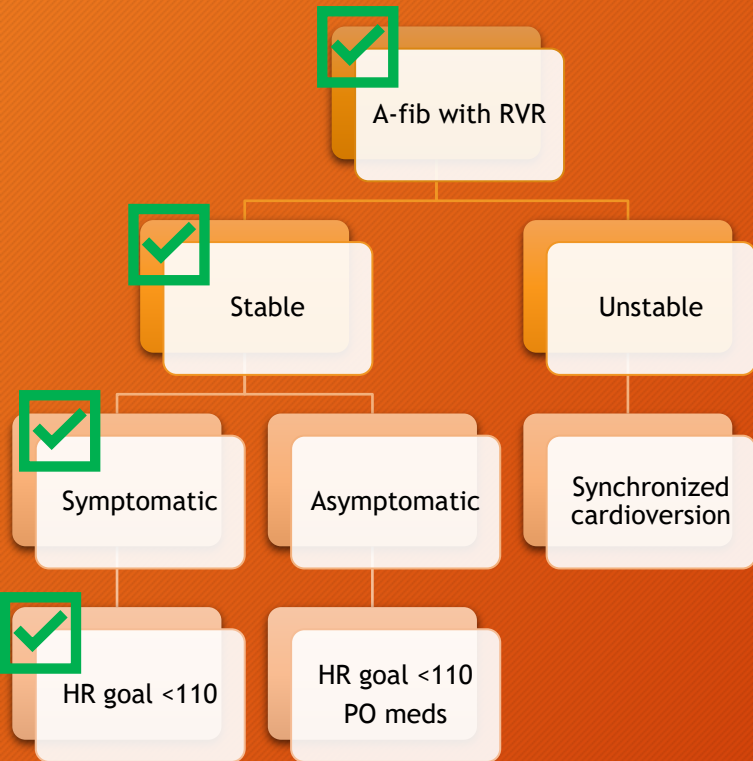 A-fib with RVR
Stable
Unstable
Symptomatic
Asymptomatic
Synchronized
cardioversion
HR goal <110
HR goal <110
PO meds